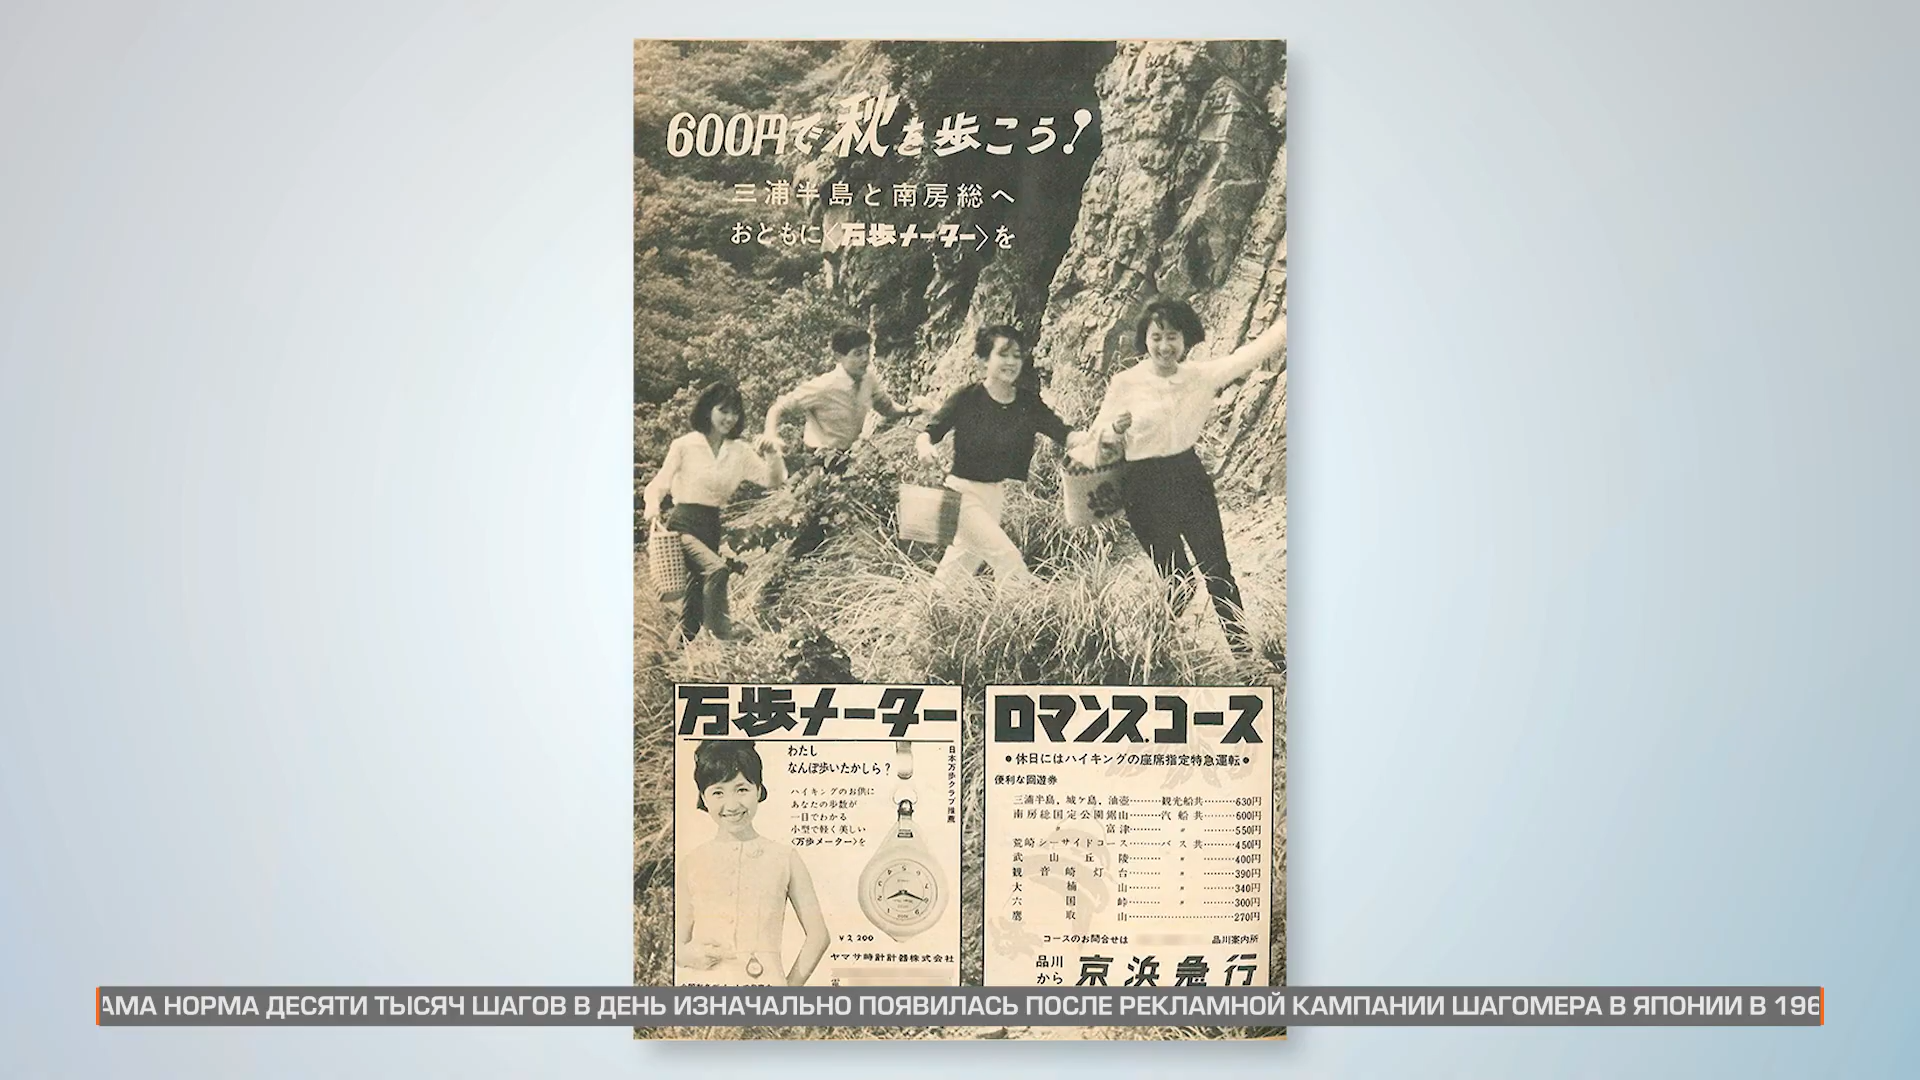 600円で秋を歩こう!
三浦半島と南房総へ
おともに〈万歩メーター〉を
万歩メーター
わたし
なんぽ歩いたかしら?
ハイキングのお供に
あなたの歩数が
一目でわかる
小型で軽く美しい
〈万歩メーター〉を
日本万歩クラブ推薦
¥2,200
ヤマサ時計計器株式会社
ロマンス.コース
●休日にはハイキングの座席指定特急運転●
便利な回遊券
三浦半島,城ケ島,油壺………観光船共………630円
南房総国定公園鋸山………汽船共………600円
〃 富津………〃………550円
荒崎シーサイドコース………バス共………450円
武山丘陵………〃………400円
観音崎灯台………〃………390円
大楠山………〃………340円
六国峠………〃………300円
鷹取山………………………270円
コースのお問合せは 品川案内所
品川
から 京浜急行
АМА НОРМА ДЕСЯТИ ТЫСЯЧ ШАГОВ В ДЕНЬ ИЗНАЧАЛЬНО ПОЯВИЛАСЬ ПОСЛЕ РЕКЛАМНОЙ КАМПАНИИ ШАГОМЕРА В ЯПОНИИ В 196